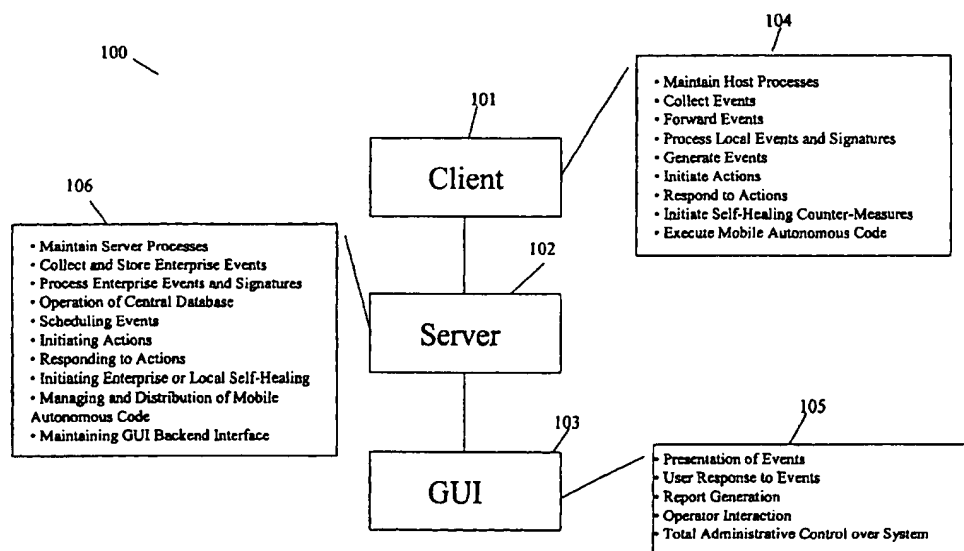 100
104
• Maintain Host Processes
• Collect Events
• Forward Events
• Process Local Events and Signatures
• Generate Events
• Initiate Actions
• Respond to Actions
• Initiate Self-Healing Counter-Measures
• Execute Mobile Autonomous Code
101
Client
106
• Maintain Server Processes
• Collect and Store Enterprise Events
• Process Enterprise Events and Signatures
• Operation of Central Database
• Scheduling Events
• Initiating Actions
• Responding to Actions
• Initiating Enterprise or Local Self-Healing
• Managing and Distribution of Mobile
Autonomous Code
• Maintaining GUI Backend Interface
102
Server
103
GUI
105
• Presentation of Events
• User Response to Events
• Report Generation
• Operator Interaction
• Total Administrative Control over System